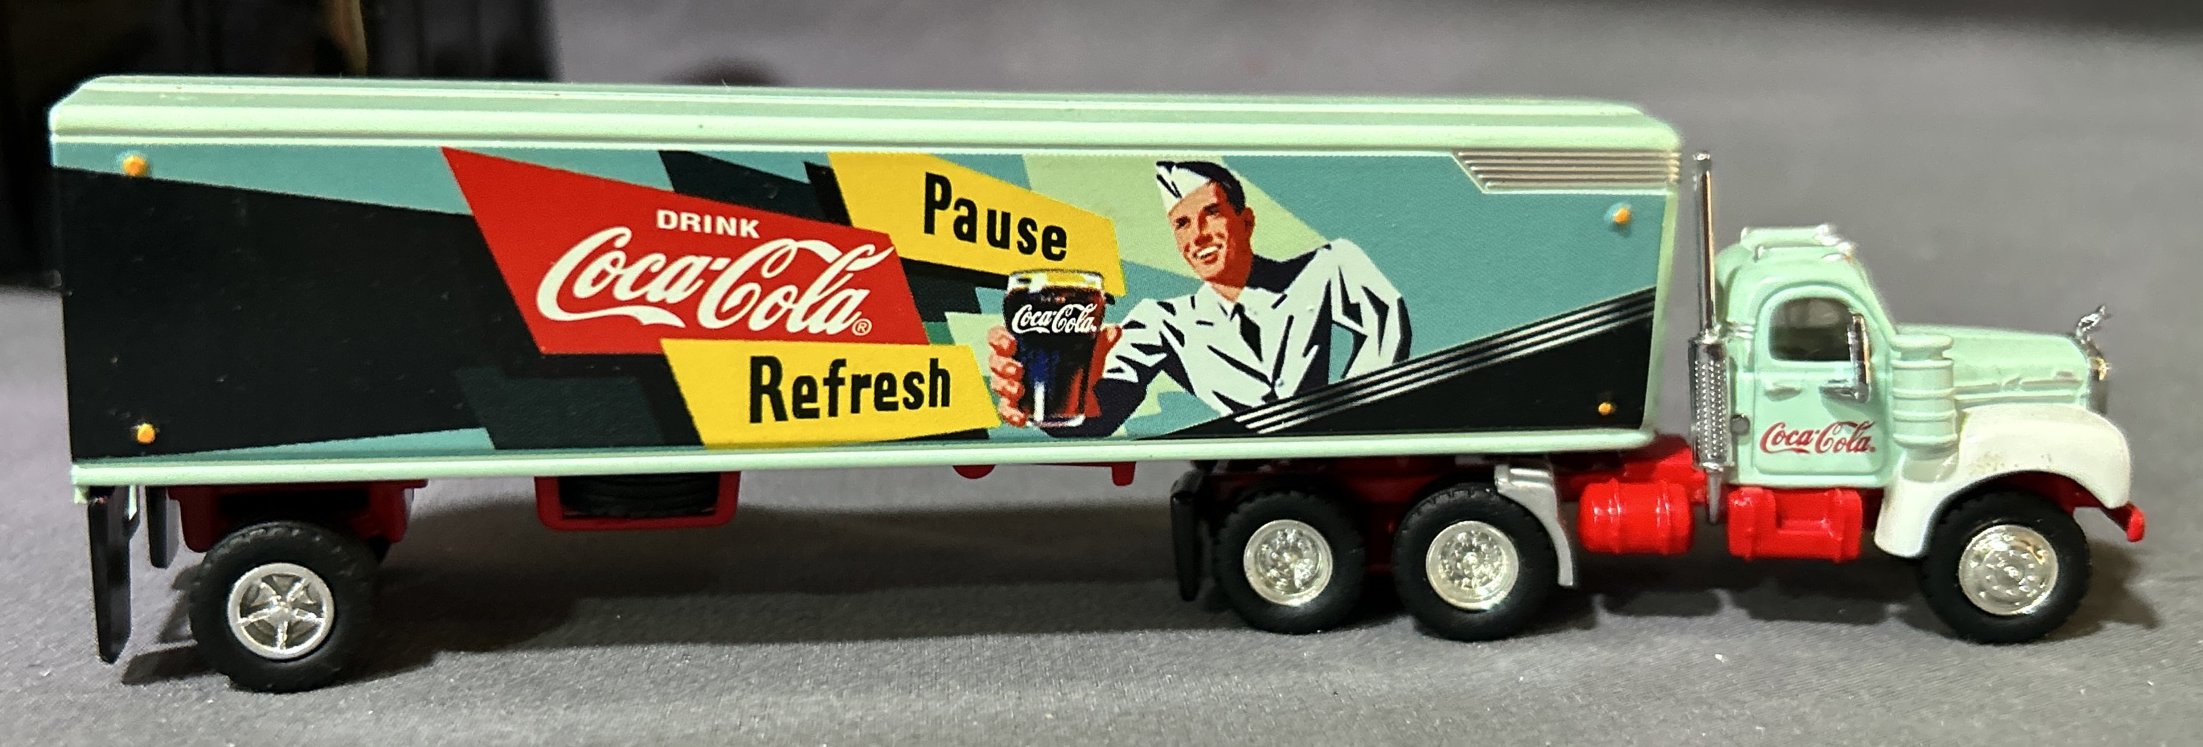 DRINK
Coca-Cola®
Pause
Refresh
Coca-Cola
Coca-Cola